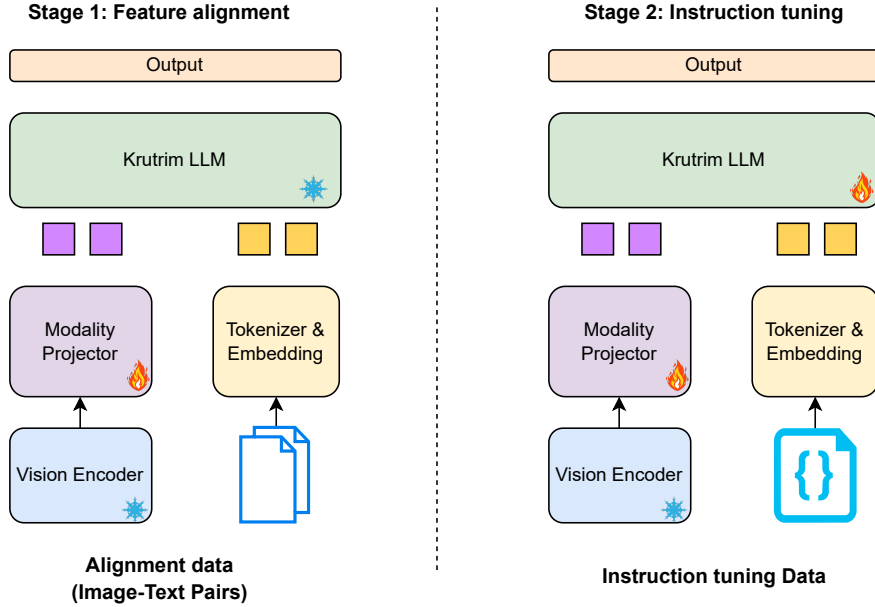 Stage 1: Feature alignment
Output
Krutrim LLM
Modality
Projector
Tokenizer &
Embedding
Vision Encoder
Alignment data
(Image-Text Pairs)
Stage 2: Instruction tuning
Output
Krutrim LLM
Modality
Projector
Tokenizer &
Embedding
Vision Encoder
{ }
Instruction tuning Data